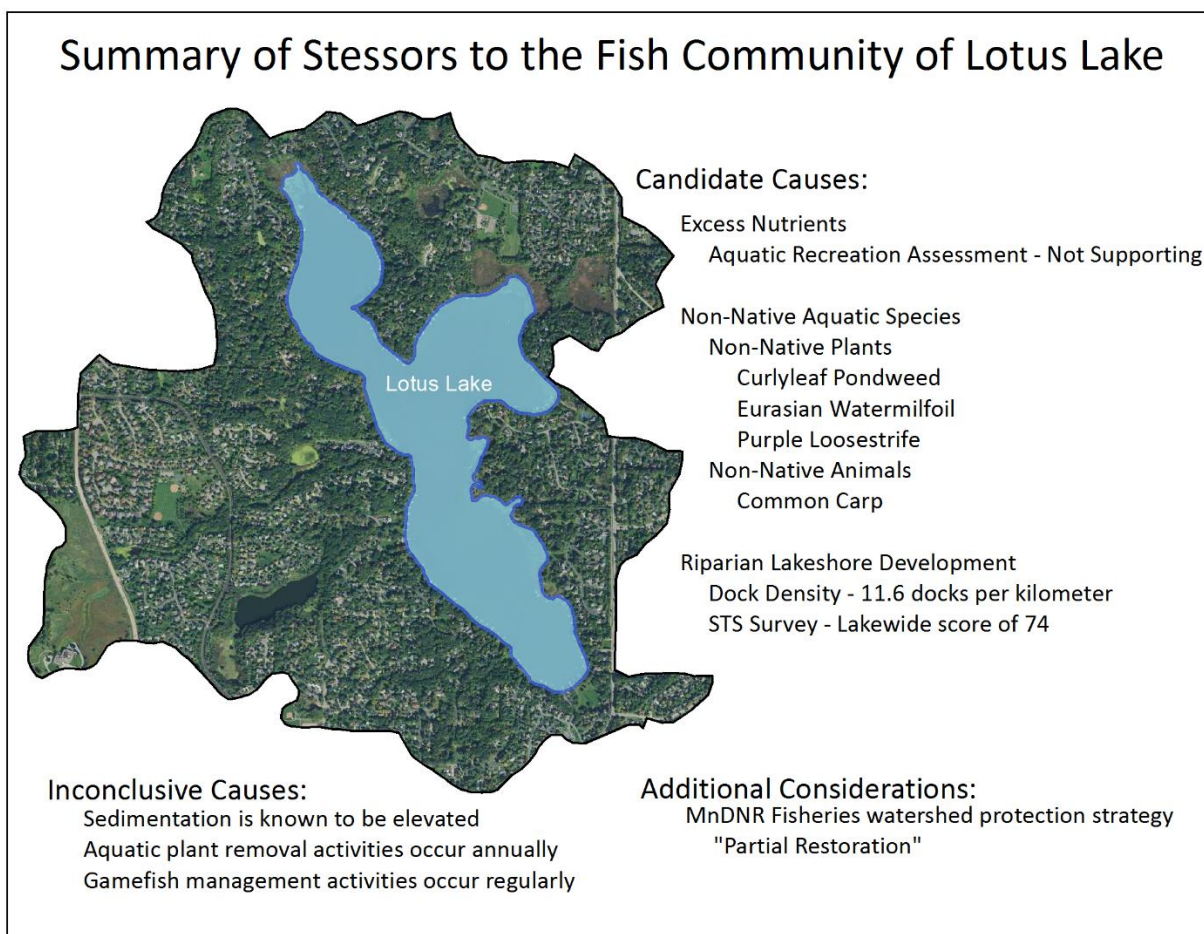 Summary of Stessors to the Fish Community of Lotus Lake
Lotus Lake
Candidate Causes:
Excess Nutrients
Aquatic Recreation Assessment - Not Supporting
Non-Native Aquatic Species
Non-Native Plants
Curlyleaf Pondweed
Eurasian Watermilfoil
Purple Loosestrife
Non-Native Animals
Common Carp
Riparian Lakeshore Development
Dock Density - 11.6 docks per kilometer
STS Survey - Lakewide score of 74
Inconclusive Causes:
Sedimentation is known to be elevated
Aquatic plant removal activities occur annually
Gamefish management activities occur regularly
Additional Considerations:
MnDNR Fisheries watershed protection strategy
"Partial Restoration"